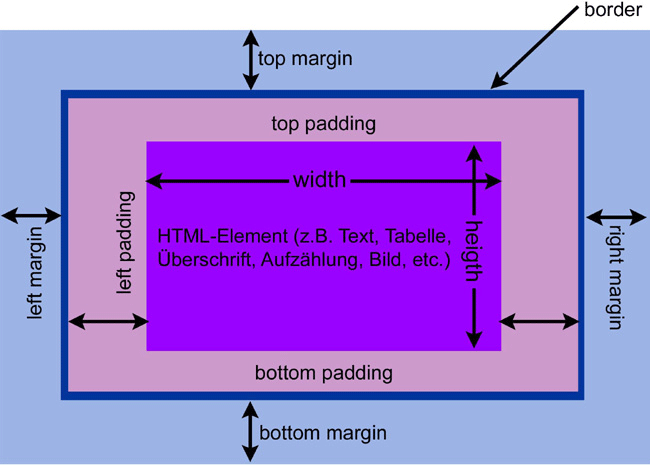 border
top margin
top padding
width
heigth
HTML-Element (z.B. Text, Tabelle,
Überschrift, Aufzählung, Bild, etc.)
left padding
left margin
right margin
bottom padding
bottom margin